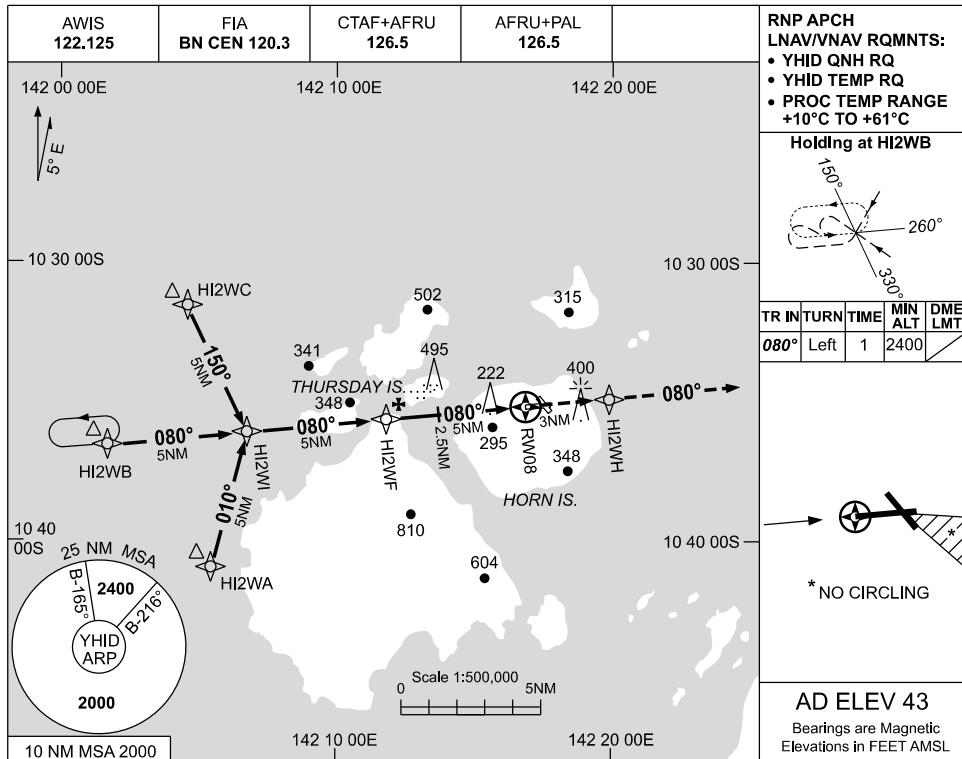 AWIS
122.125
FIA
BN CEN 120.3
CTAF+AFRU
126.5
AFRU+PAL
126.5
RNP APCH
LNAV/VNAV RQMNTS:
• YHID QNH RQ
• YHID TEMP RQ
• PROC TEMP RANGE
+10°C TO +61°C
142 00 00E
142 10 00E
142 20 00E
5° E
Holding at HI2WB
150°
260°
330°
TR IN TURN TIME MIN ALT DME LMT
080° Left 1 2400
10 30 00S
10 30 00S
HI2WC
502
315
150°
5NM
341
495
THURSDAY IS.
348
222
400
080°
5NM
HI2WB
HI2WI
080°
5NM
HI2WF
2.5NM
080°
5NM
295
RW08
3NM
HI2WH
080°
348
HORN IS.
010°
5NM
HI2WA
810
604
10 40
00S
10 40 00S
25 NM MSA
B-165°
2400
B-216°
YHID
ARP
2000
10 NM MSA 2000
Scale 1:500,000
0 5NM
142 10 00E
142 20 00E
*
* NO CIRCLING
AD ELEV 43
Bearings are Magnetic
Elevations in FEET AMSL